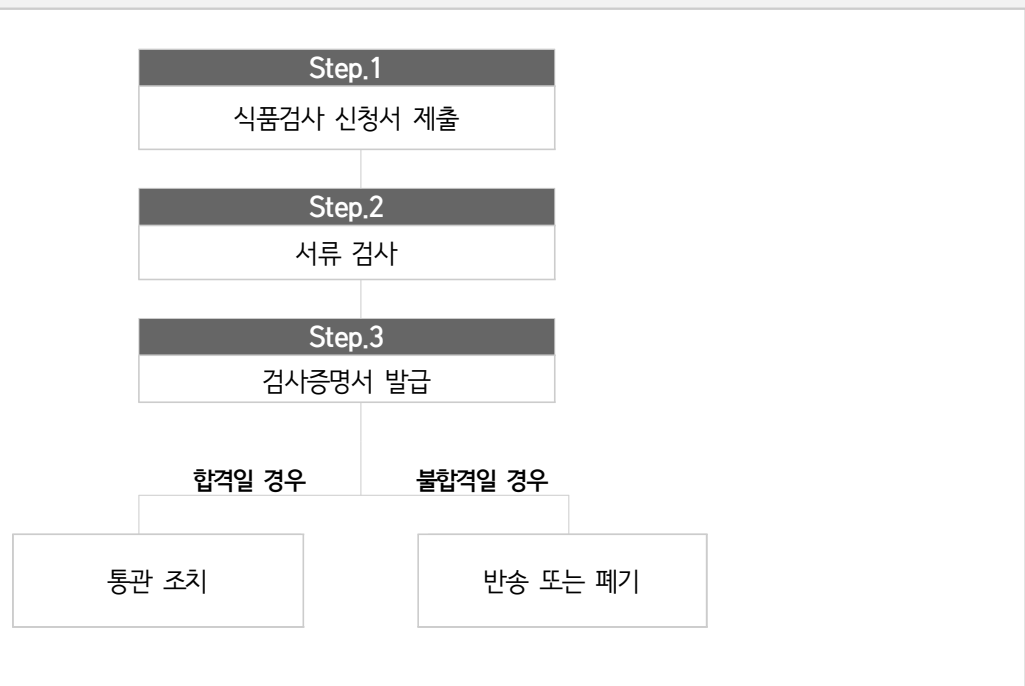 Step.1
식품검사 신청서 제출
Step.2
서류 검사
Step.3
검사증명서 발급
합격일 경우
불합격일 경우
통관 조치
반송 또는 폐기